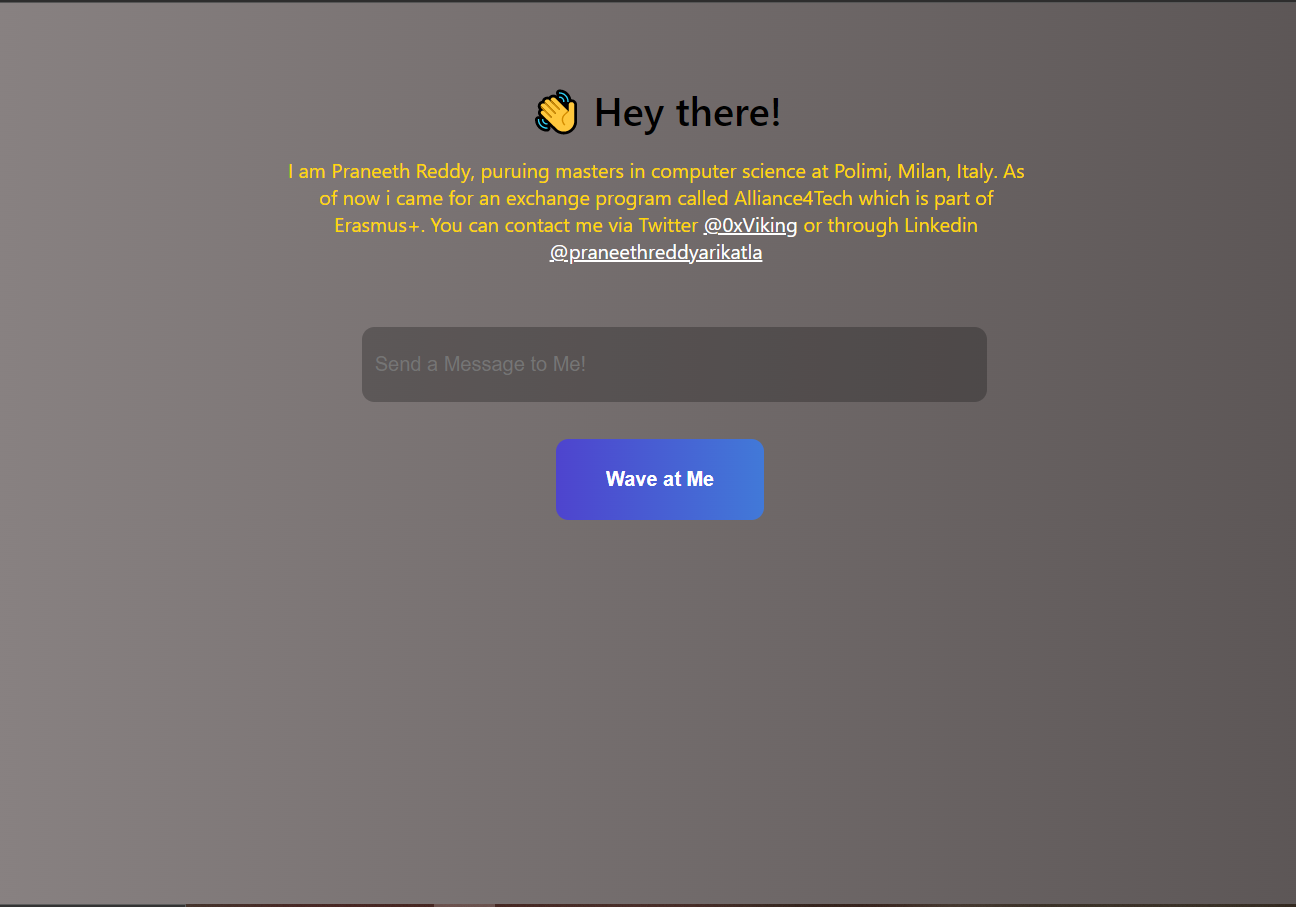 👋 Hey there!
I am Praneeth Reddy, puruing masters in computer science at Polimi, Milan, Italy. As
of now i came for an exchange program called Alliance4Tech which is part of
Erasmus+. You can contact me via Twitter @0xViking or through Linkedin
@praneethreddyarikatla
Send a Message to Me!
Wave at Me